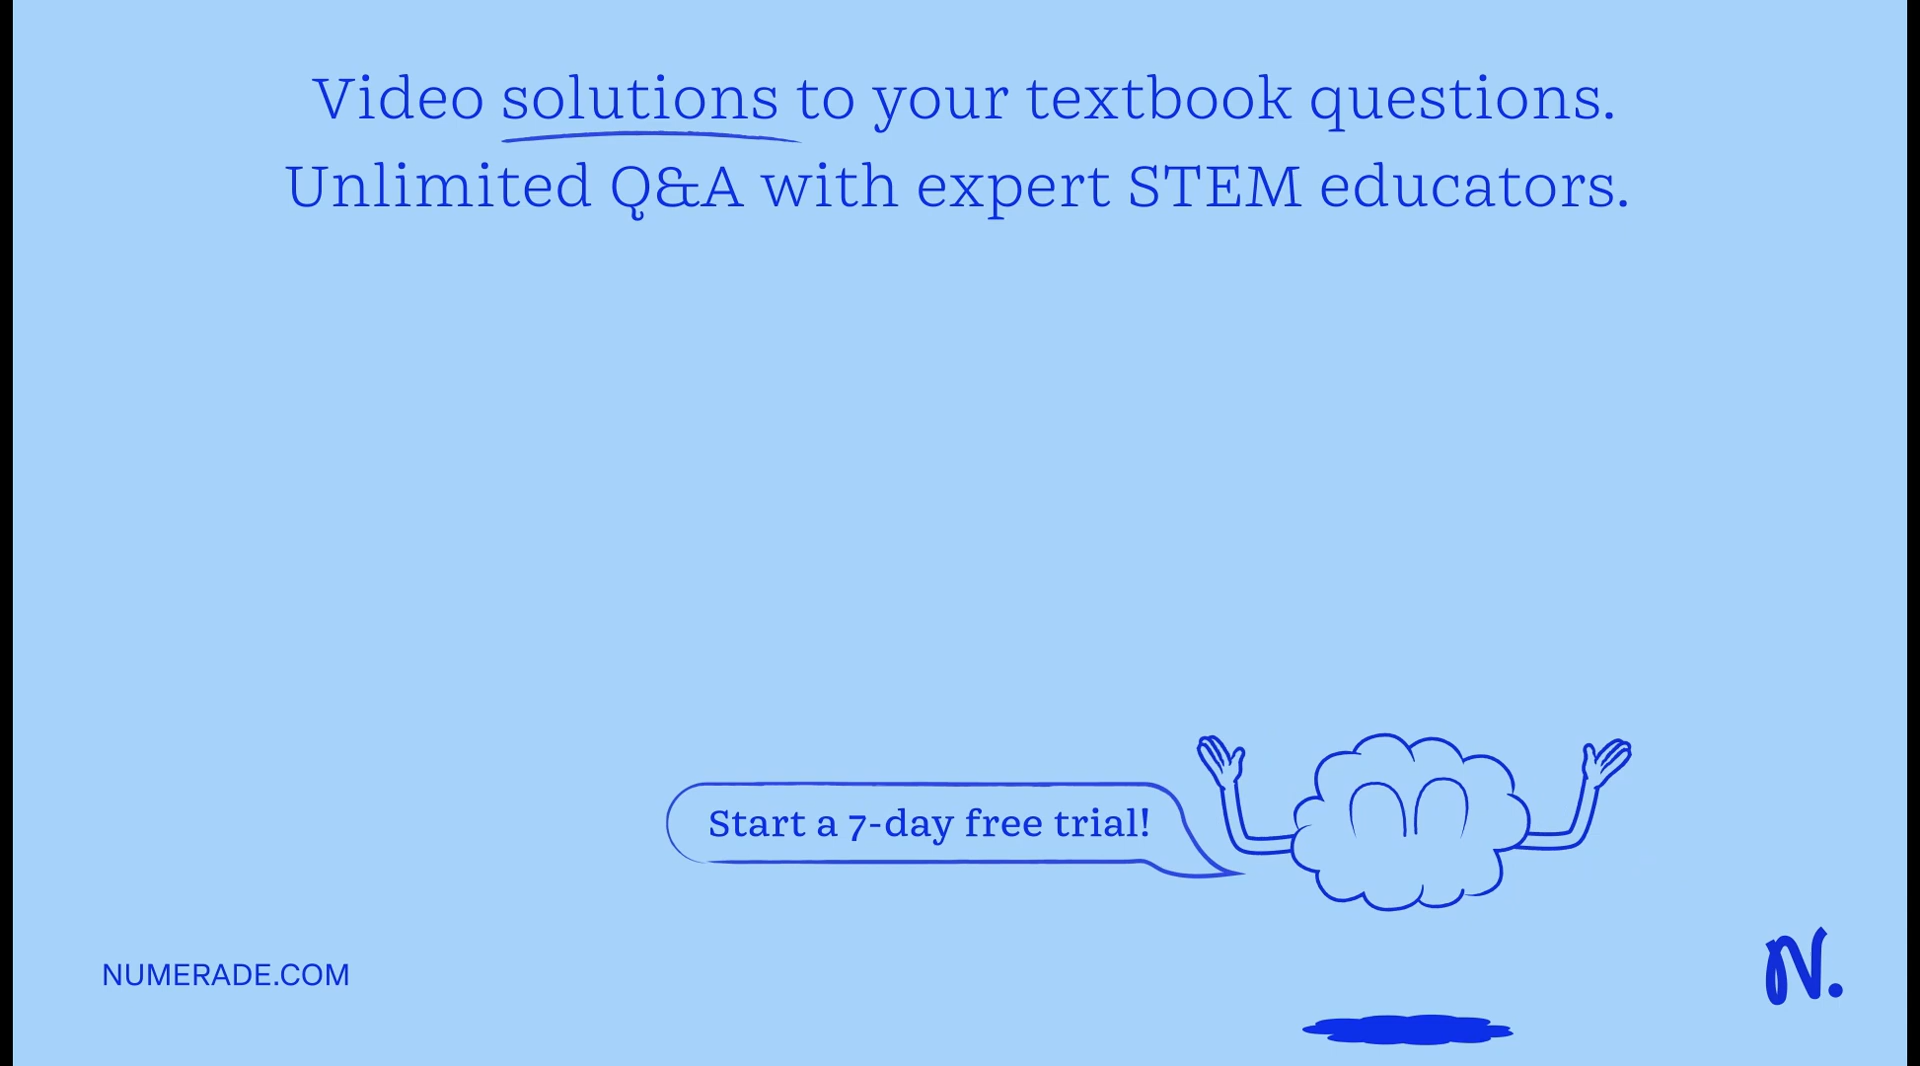 Video solutions to your textbook questions.
Unlimited Q&A with expert STEM educators.
Start a 7-day free trial!
NUMERADE.COM
N.